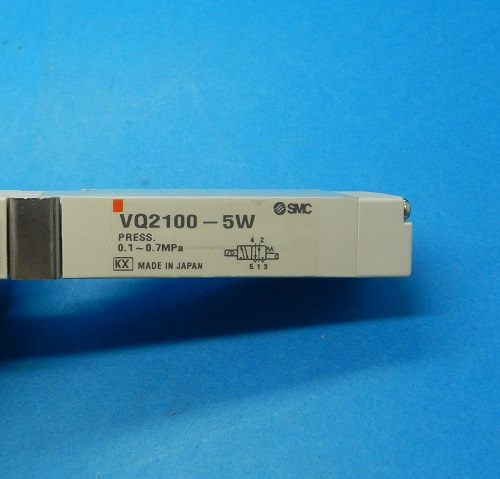 SMC
VQ2100-5W
PRESS.
0.1~0.7MPa
4 2
5 1 3
KX MADE IN JAPAN